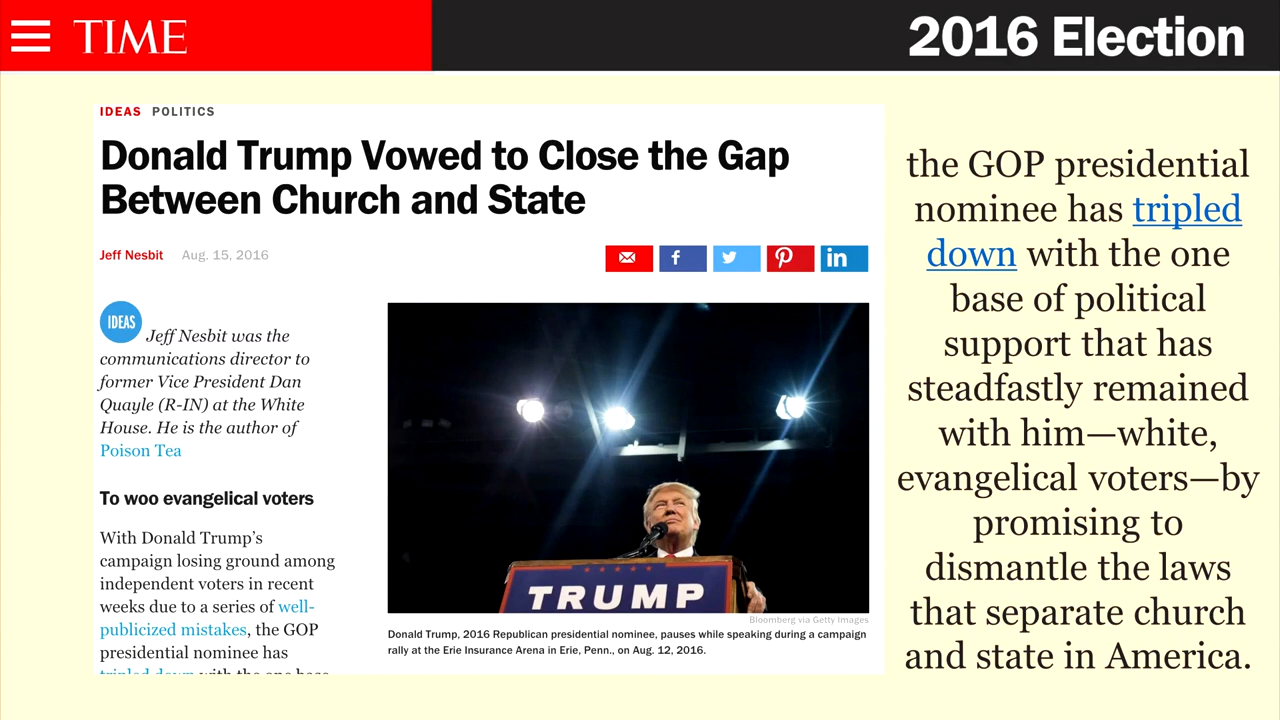 TIME
2016 Election
IDEAS POLITICS
Donald Trump Vowed to Close the Gap
Between Church and State
Jeff Nesbit Aug. 15, 2016
f
in
IDEAS
Jeff Nesbit was the
communications director to
former Vice President Dan
Quayle (R-IN) at the White
House. He is the author of
Poison Tea
To woo evangelical voters
With Donald Trump's
campaign losing ground among
independent voters in recent
weeks due to a series of well-
publicized mistakes, the GOP
presidential nominee has
tripled down with the one base
TRUMP
Bloomberg via Getty Images
Donald Trump, 2016 Republican presidential nominee, pauses while speaking during a campaign
rally at the Erie Insurance Arena in Erie, Penn., on Aug. 12, 2016.
the GOP presidential
nominee has tripled
down with the one
base of political
support that has
steadfastly remained
with him—white,
evangelical voters—by
promising to
dismantle the laws
that separate church
and state in America.